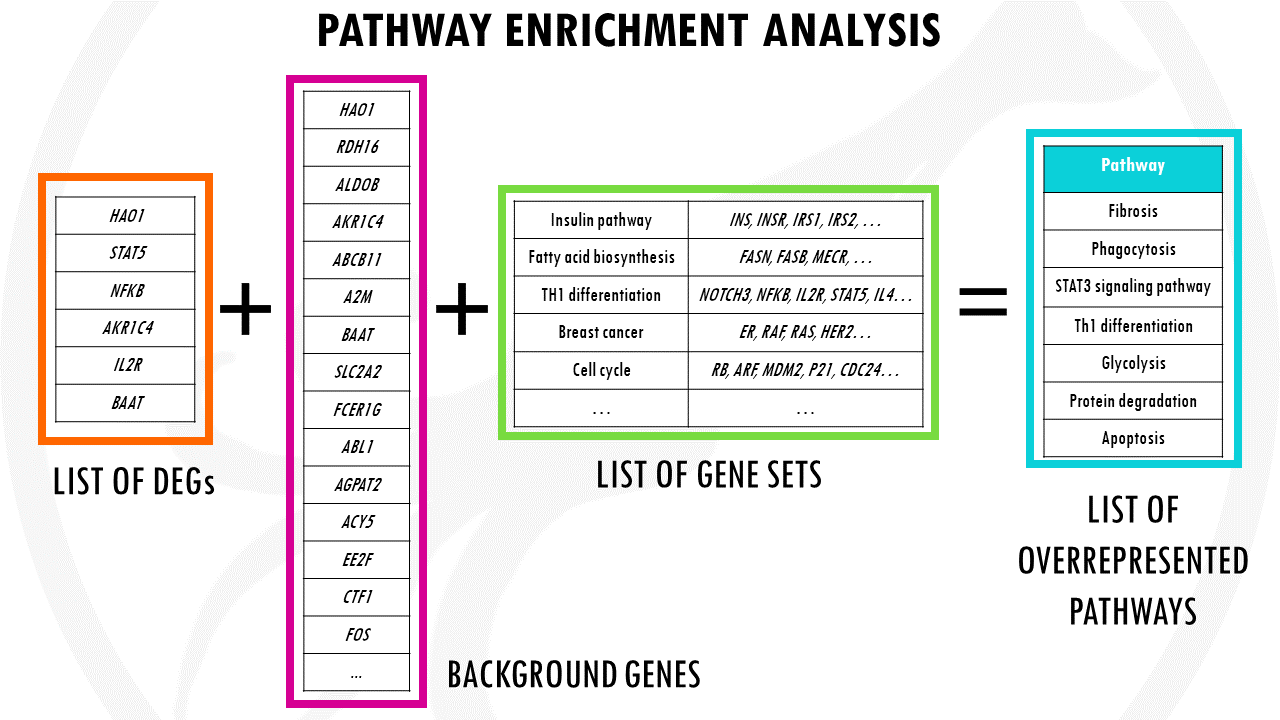 PATHWAY ENRICHMENT ANALYSIS
HAO1
STAT5
NFKB
AKR1C4
IL2R
BAAT
LIST OF DEGs
+
HAO1
RDH16
ALDOB
AKR1C4
ABCB11
A2M
BAAT
SLC2A2
FCER1G
ABL1
AGPAT2
ACY5
EE2F
CTF1
FOS
...
BACKGROUND GENES
+
Insulin pathway INS, INSR, IRS1, IRS2, ...
Fatty acid biosynthesis FASN, FASB, MECR, ...
TH1 differentiation NOTCH3, NFKB, IL2R, STAT5, IL4...
Breast cancer ER, RAF, RAS, HER2...
Cell cycle RB, ARF, MDM2, P21, CDC24...
... ...
LIST OF GENE SETS
=
Pathway
Fibrosis
Phagocytosis
STAT3 signaling pathway
Th1 differentiation
Glycolysis
Protein degradation
Apoptosis
LIST OF
OVERREPRESENTED
PATHWAYS